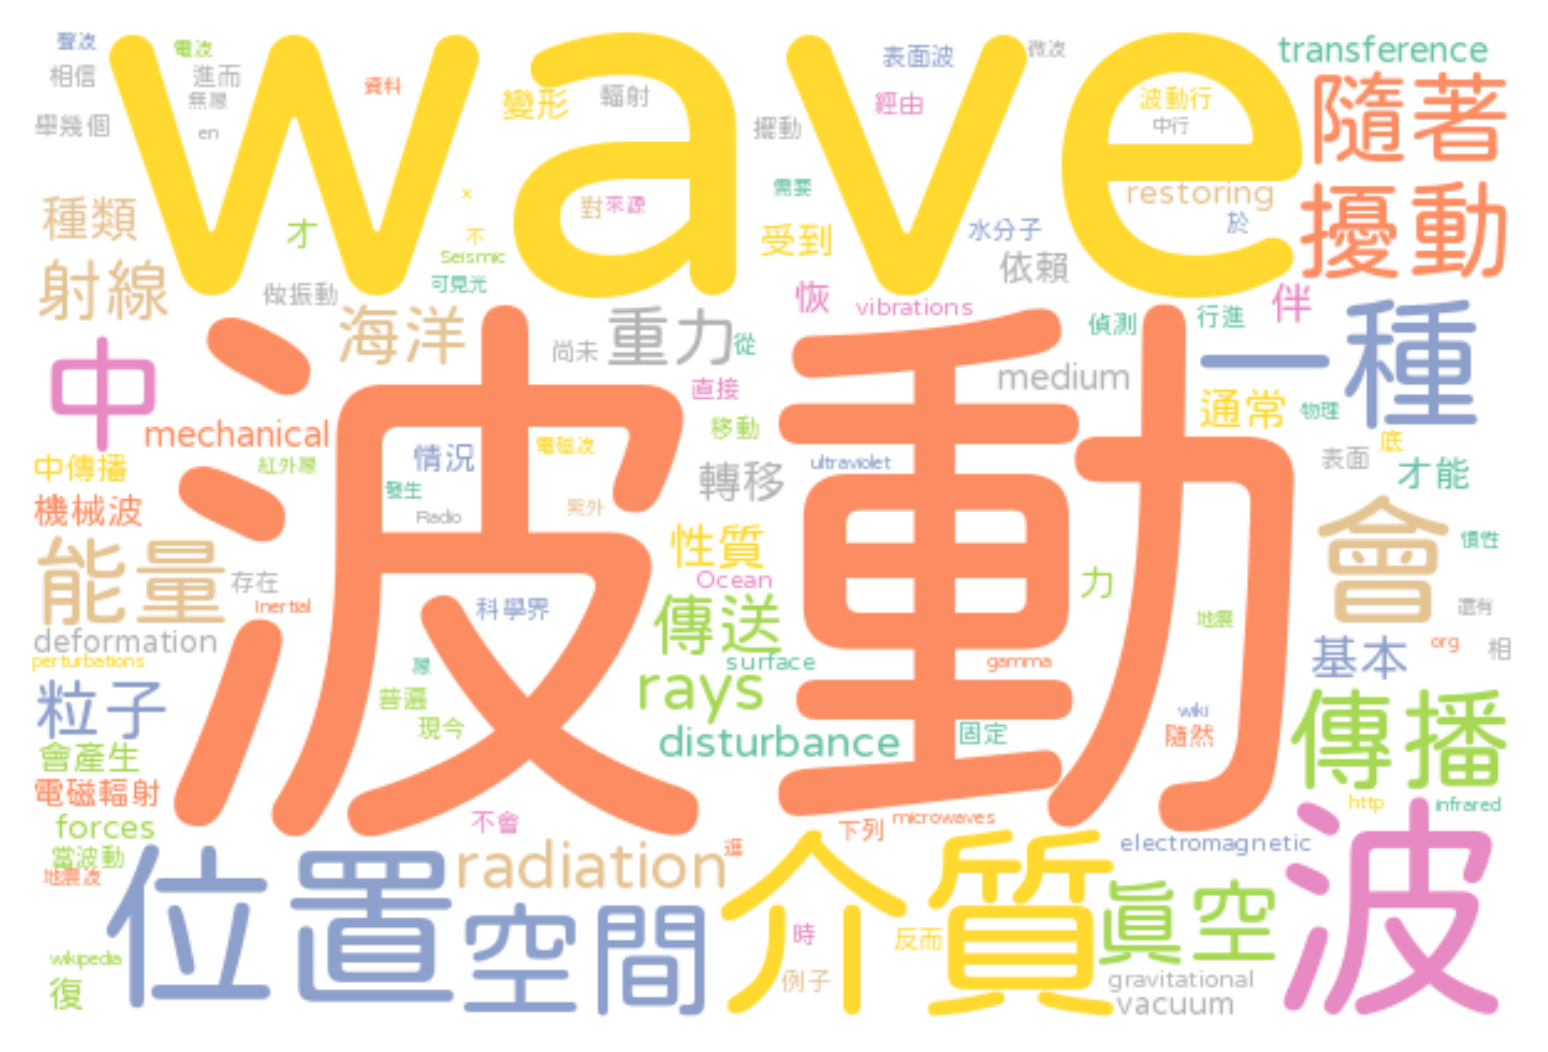 wave
聲波
電波
相信
進而
無線
舉幾個
en
資料
變形
輻射
表面波
微波
transference
經由
波動行
中行
擺動
隨著
種類
才
x
不
Seismic
對
來源
需要
受到
水分子
依賴
restoring
於
擾動
射線
做振動
可見光
恢
vibrations
伴
海洋
重力
從
尚未
偵測
行進
一種
中
波動
直接
medium
通常
物理
mechanical
移動
底
中傳播
紅外線
情況
電磁波
轉移
ultraviolet
表面
才能
機械波
發生
Radio
紫外
性質
會
慣性
能量
存在
Inertial
科學界
Ocean
力
傳送
地震
還有
deformation
perturbations
線
surface
gamma
基本
org
相
粒子
普遍
現今
rays
disturbance
固定
wiki
隨然
傳播
會產生
電磁輻射
forces
不會
下列
microwaves
http
infrared
當波動
地震波
radiation
進
electromagnetic
位置
空間
介質
真空
波
時
反而
例子
wikipedia
復
gravitational
vacuum